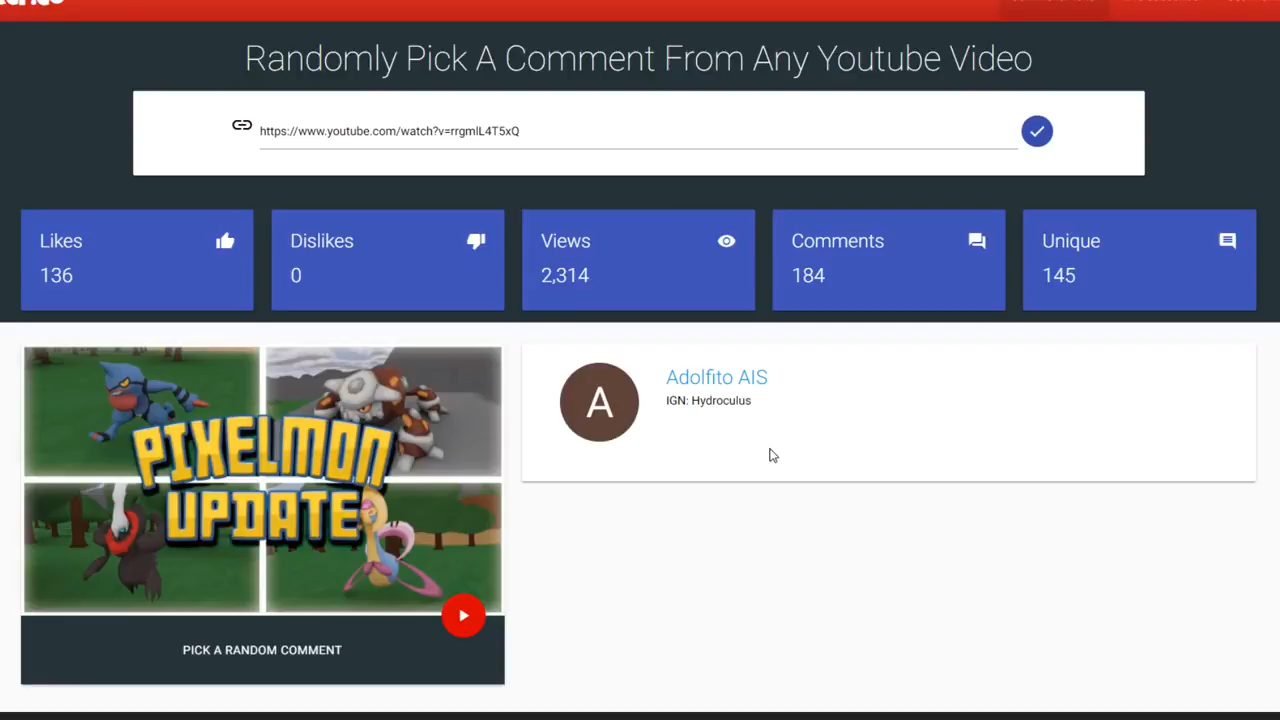 Randomly Pick A Comment From Any Youtube Video
https://www.youtube.com/watch?v=rrgmlL4T5xQ
Likes
136
Dislikes
0
Views
2,314
Comments
184
Unique
145
PIXELMON
UPDATE
PICK A RANDOM COMMENT
A
Adolfito AIS
IGN: Hydroculus